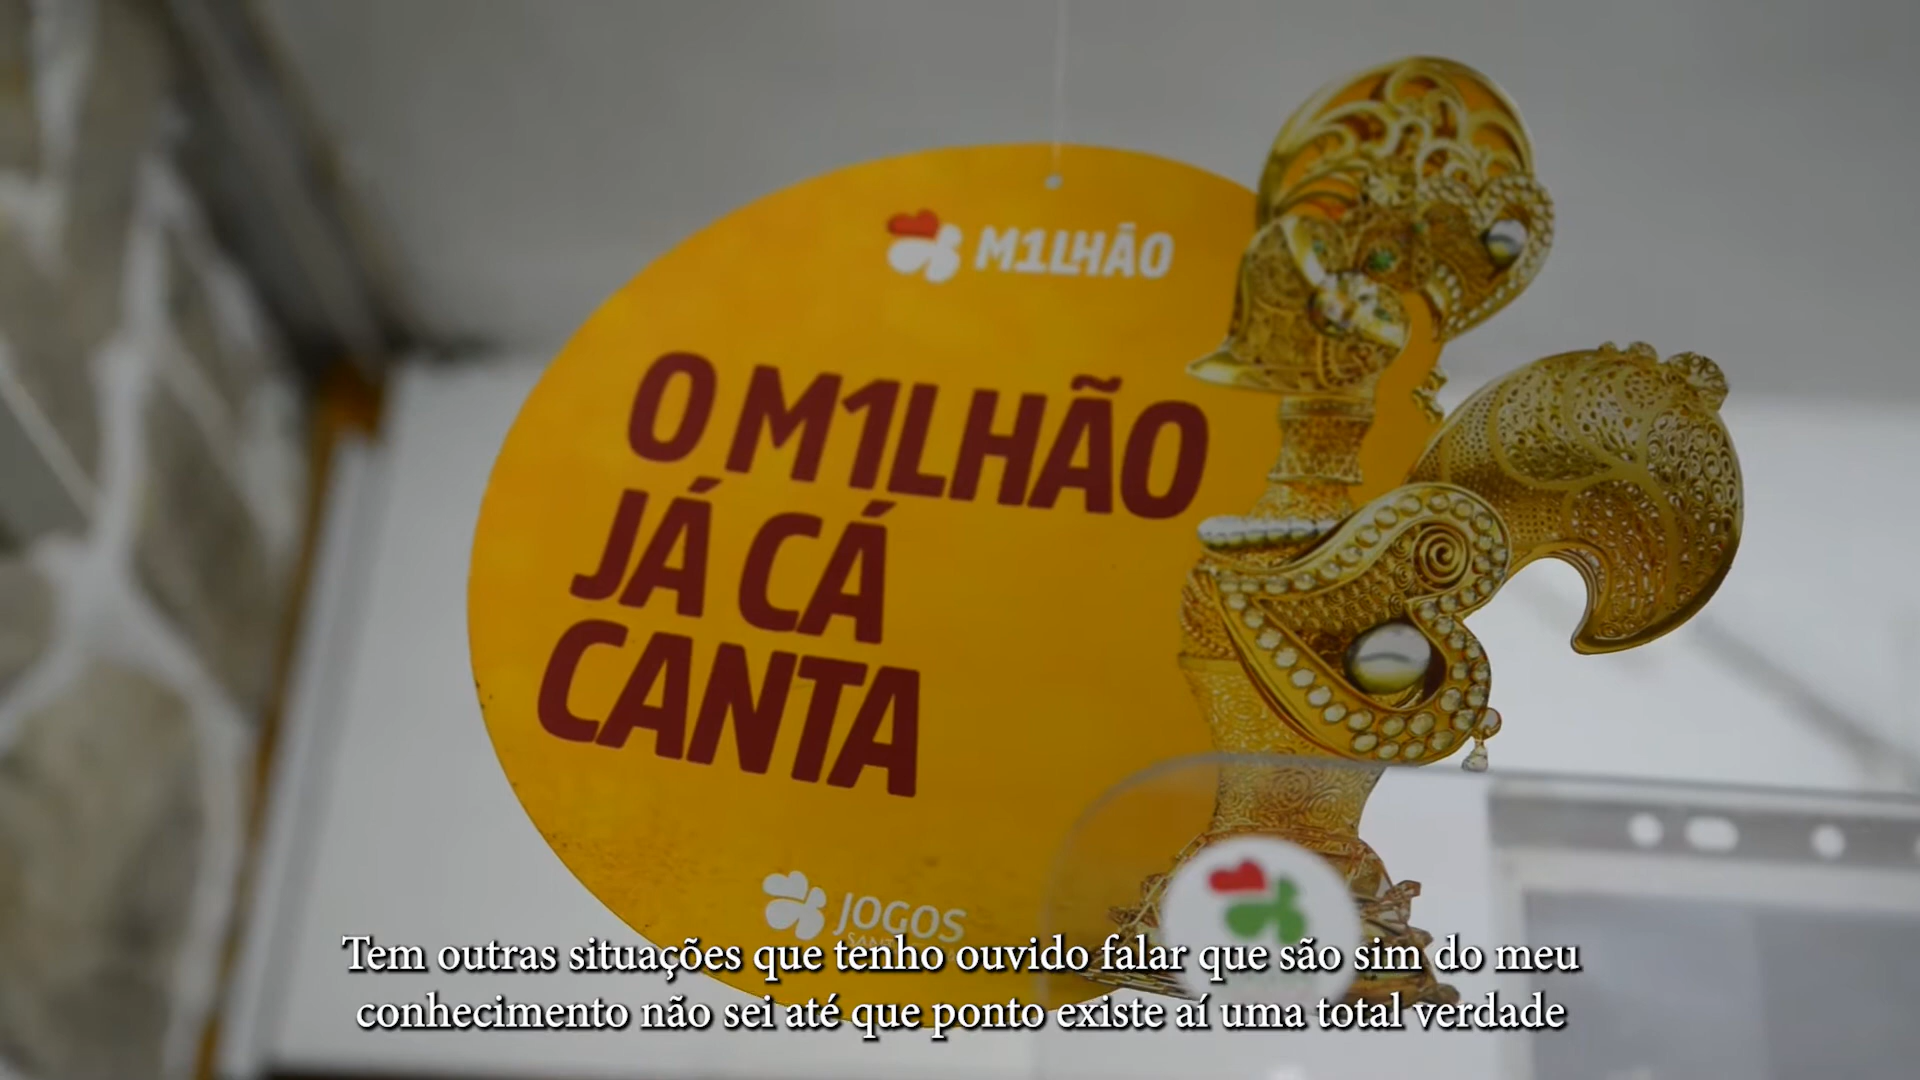 M1LHÃO
O M1LHÃO
JÁ CÁ
CANTA
JOGOS
Tem outras situações que tenho ouvido falar que são sim do meu
conhecimento não sei até que ponto existe aí uma total verdade